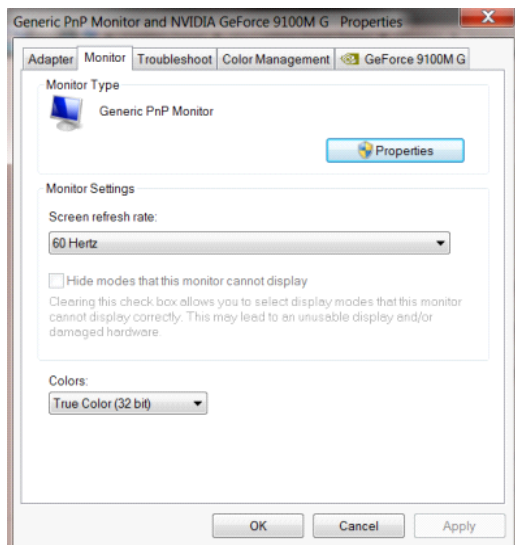 Generic PnP Monitor and NVIDIA GeForce 9100M G Properties
Adapter Monitor Troubleshoot Color Management GeForce 9100M G
Monitor Type
Generic PnP Monitor
Properties
Monitor Settings
Screen refresh rate:
60 Hertz
Hide modes that this monitor cannot display
Clearing this check box allows you to select display modes that this monitor
cannot display correctly. This may lead to an unusable display and/or
damaged hardware.
Colors:
True Color (32 bit)
OK Cancel Apply